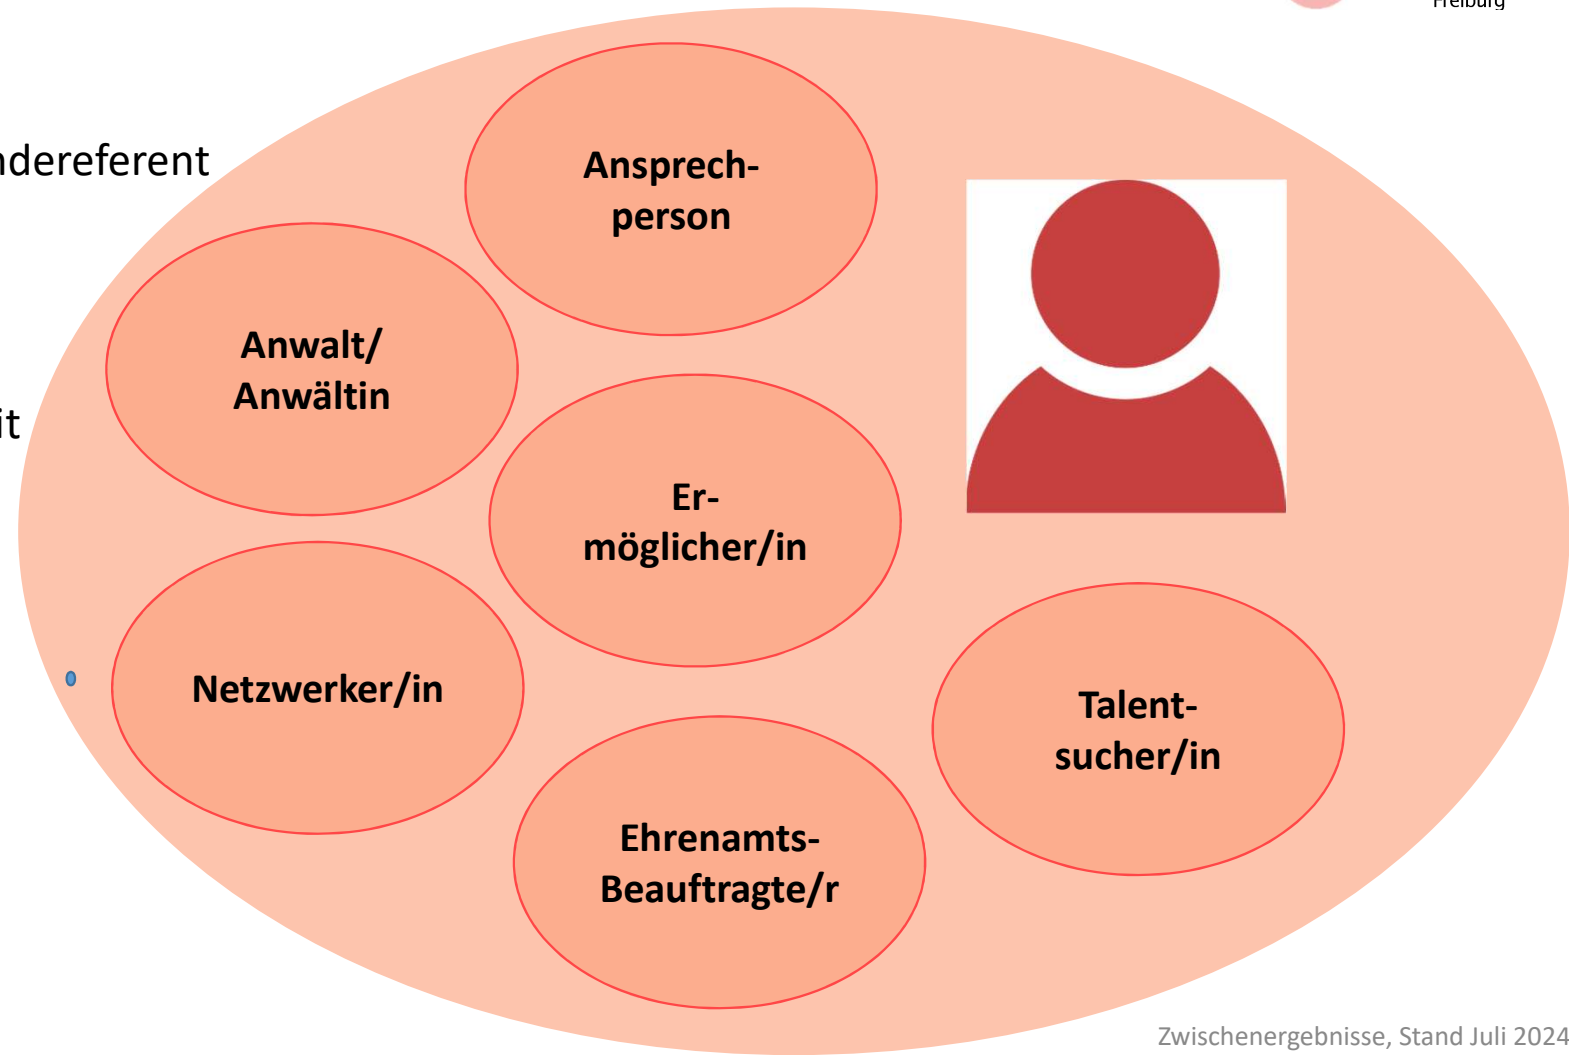 Freiburg
ndereferent
Ansprech-
person
Anwalt/
Anwältin
it
Er-
möglicher/in
Netzwerker/in
Talent-
sucher/in
Ehrenamts-
Beauftragte/r
Zwischenergebnisse, Stand Juli 2024